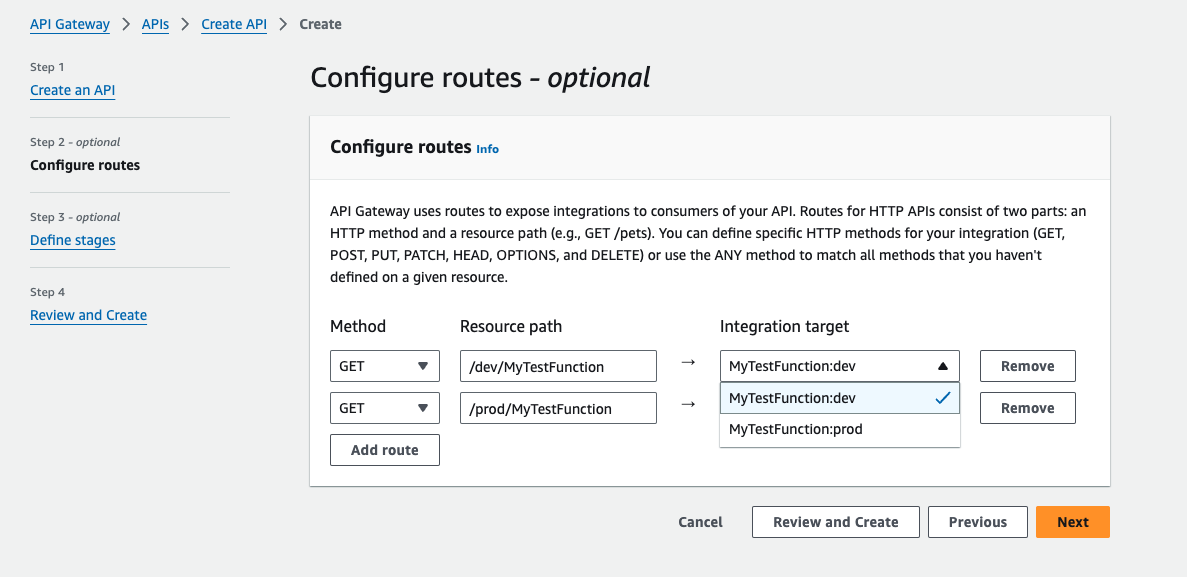 API Gateway > APIs > Create API > Create
Step 1
Create an API
Step 2 - optional
Configure routes
Step 3 - optional
Define stages
Step 4
Review and Create
Configure routes - optional
Configure routes Info
API Gateway uses routes to expose integrations to consumers of your API. Routes for HTTP APIs consist of two parts: an
HTTP method and a resource path (e.g., GET /pets). You can define specific HTTP methods for your integration (GET,
POST, PUT, PATCH, HEAD, OPTIONS, and DELETE) or use the ANY method to match all methods that you haven't
defined on a given resource.
Method Resource path Integration target
GET /dev/MyTestFunction → MyTestFunction:dev Remove
MyTestFunction:dev
GET /prod/MyTestFunction → Remove
MyTestFunction:prod
Add route
Cancel Review and Create Previous Next